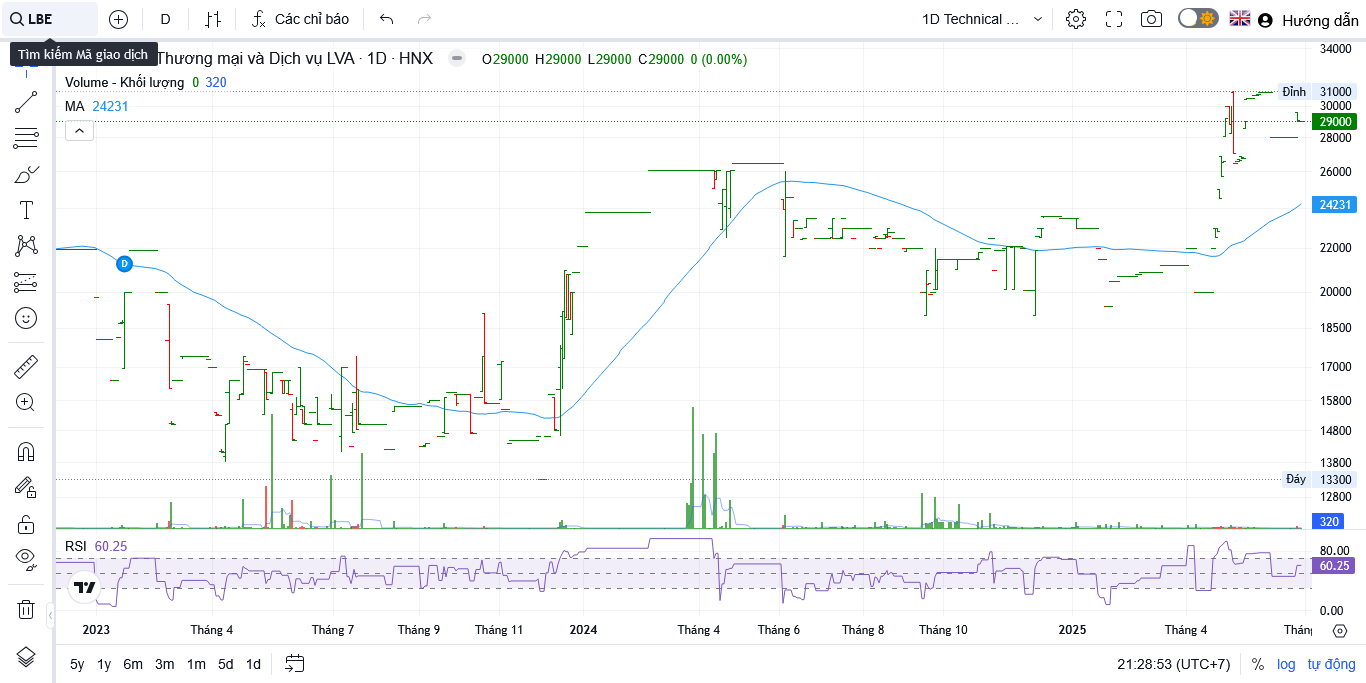 LBE D Các chỉ báo 1D Technical ... Hướng dẫn
Tìm kiếm Mã giao dịch
Thương mại và Dịch vụ LVA · 1D · HNX O29000 H29000 L29000 C29000 0 (0.00%)
Volume - Khối lượng 0 320
MA 24231
34000
Đỉnh 31000
30000
29000
28000
26000
24231
22000
20000
18500
17000
15800
14800
13800
Đáy 13300
12800
320
D
RSI 60.25
80.00
60.25
0.00
2023 Tháng 4 Tháng 7 Tháng 9 Tháng 11 2024 Tháng 4 Tháng 6 Tháng 8 Tháng 10 2025 Tháng 4 Thán
5y 1y 6m 3m 1m 5d 1d 21:28:53 (UTC+7) % log tự động